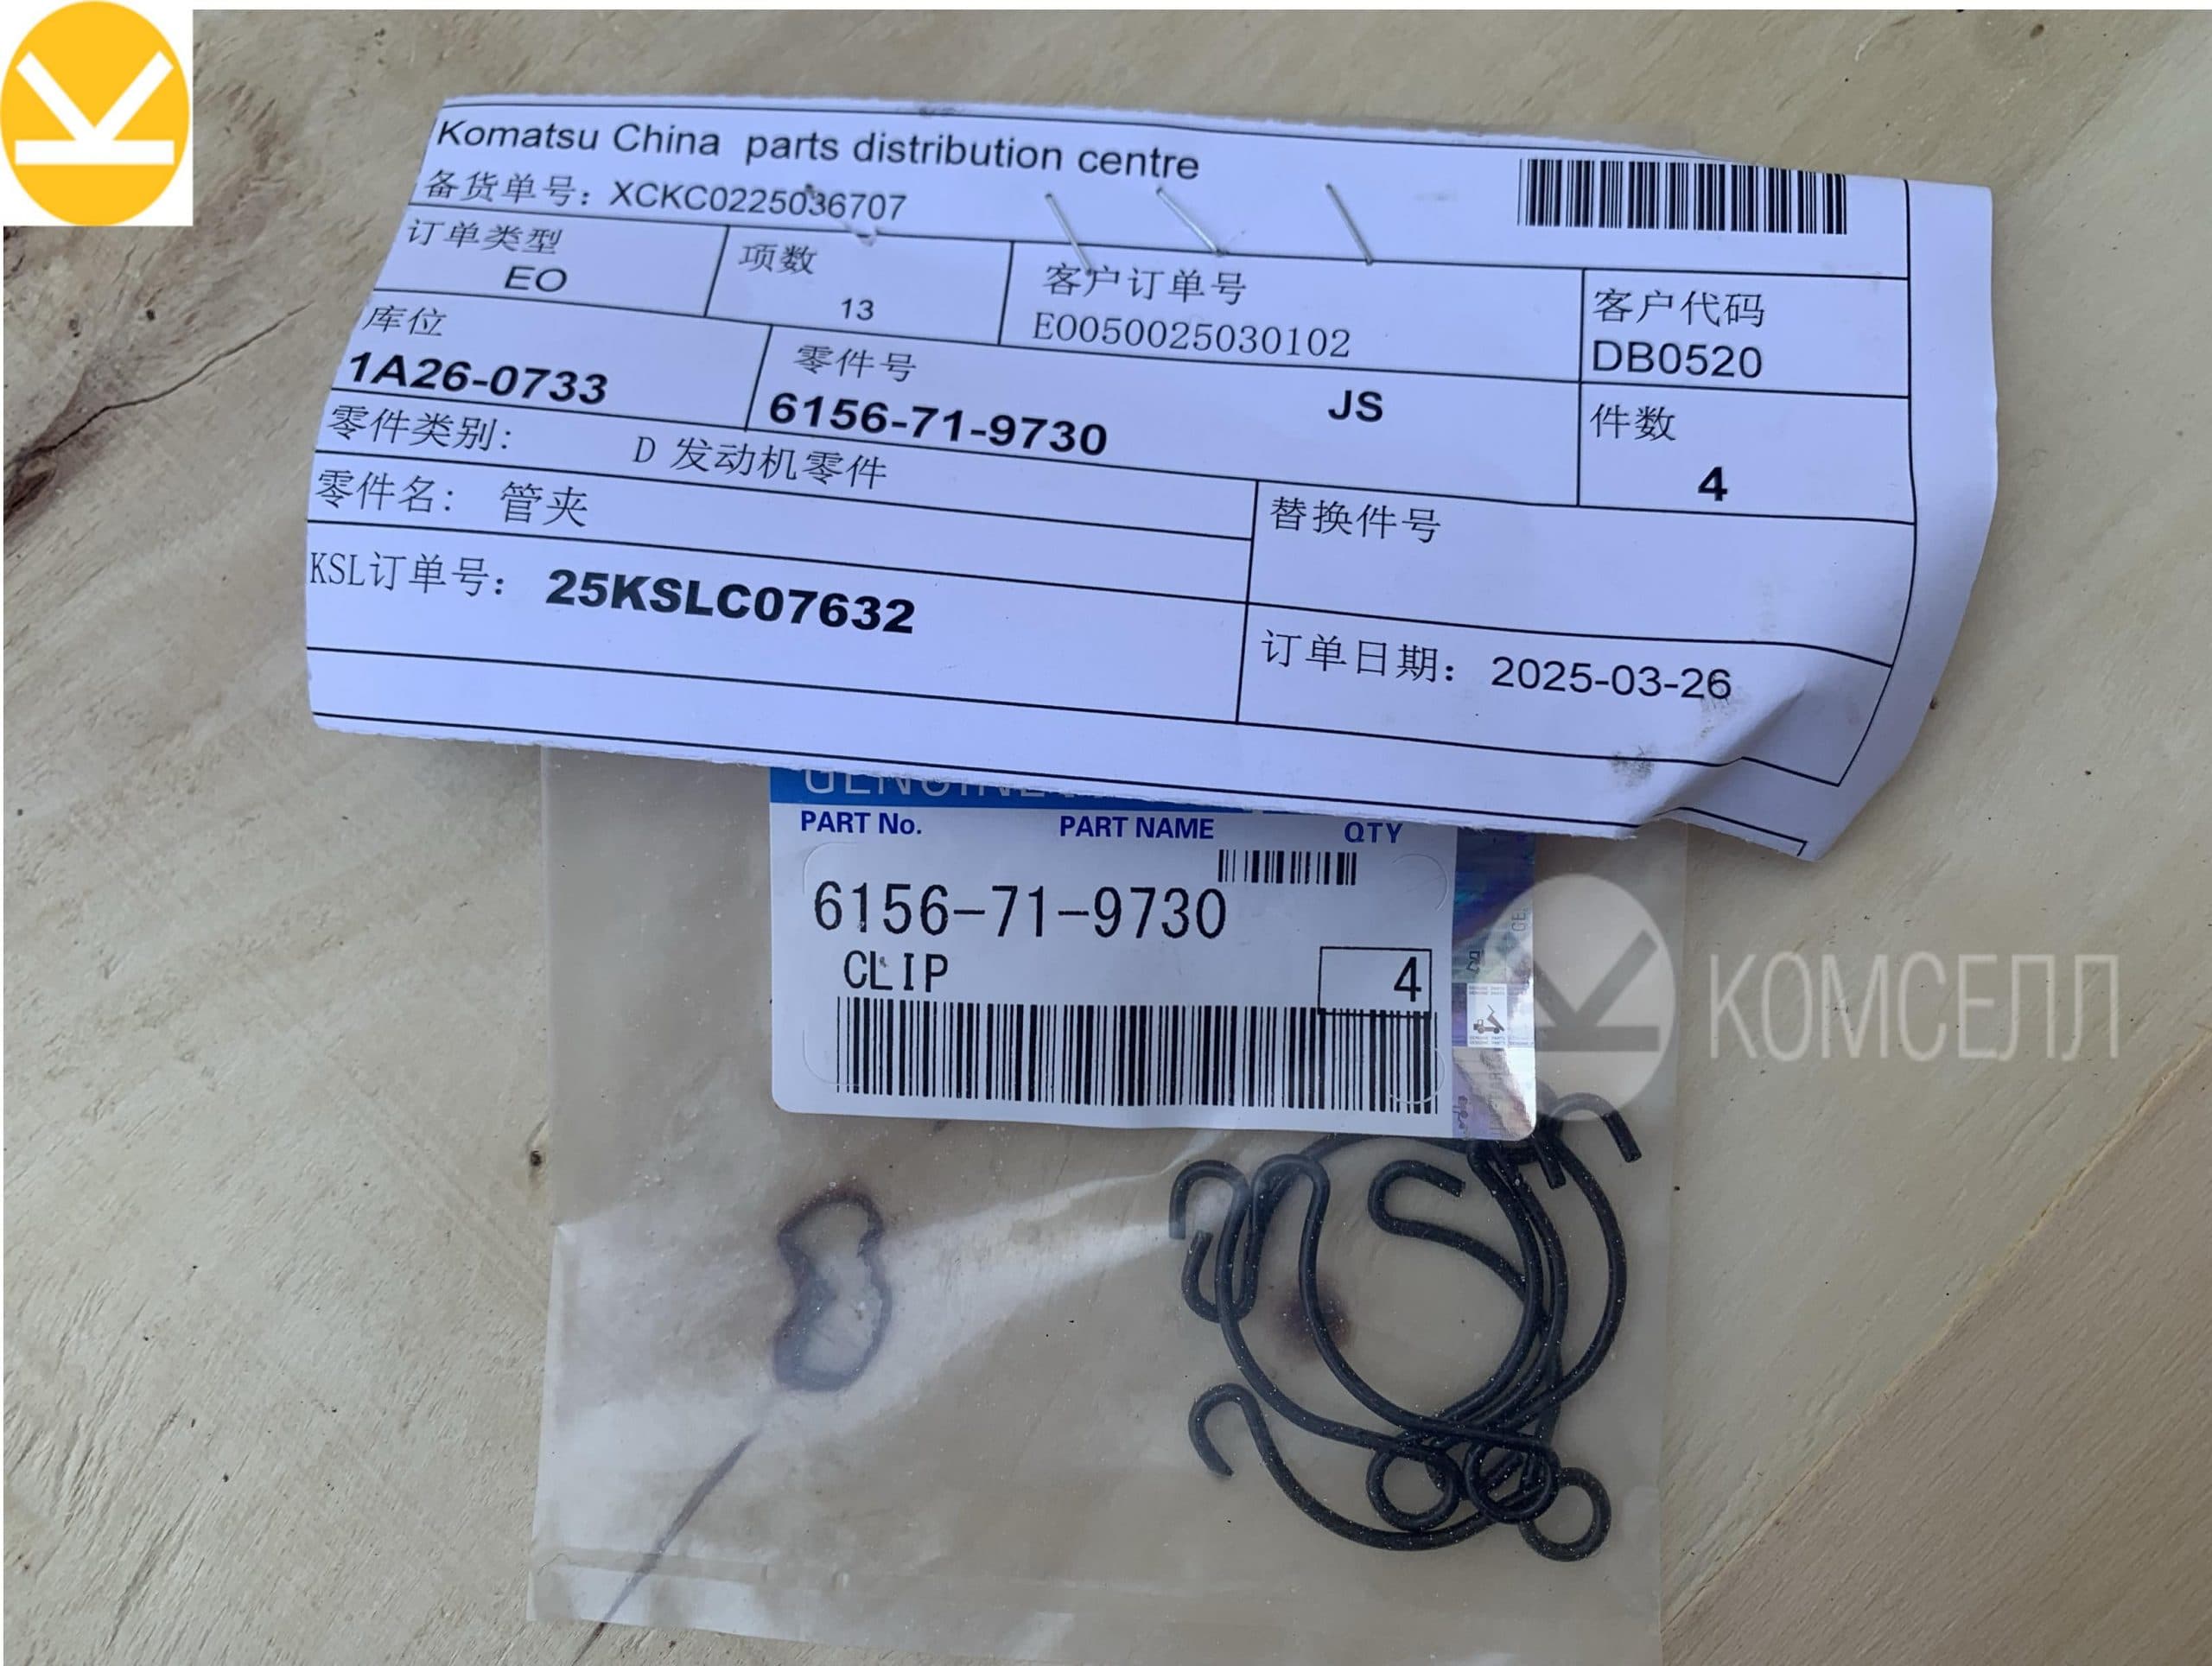 Komatsu China parts distribution centre
备货单号：XCKC0225036707
订单类型
EO
项数
13
客户订单号
EO050025030102
客户代码
DB0520
库位
1A26-0733
零件号
6156-71-9730
JS
件数
4
零件类别: D 发动机零件
零件名: 管夹
替换件号
KSL订单号： 25KSLC07632
订单日期： 2025-03-26
GENUINE
PART No. PART NAME QTY
6156-71-9730
CLIP
4
КОМСЕЛЛ